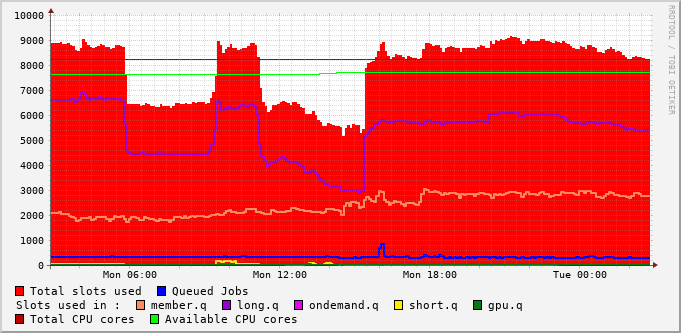 10000
9000
8000
7000
6000
5000
4000
3000
2000
1000
0
Mon 06:00 Mon 12:00 Mon 18:00 Tue 00:00
RRDTOOL / TOBI OETIKER
Total slots used Queued Jobs
Slots used in : member.q long.q ondemand.q short.q gpu.q
Total CPU cores Available CPU cores